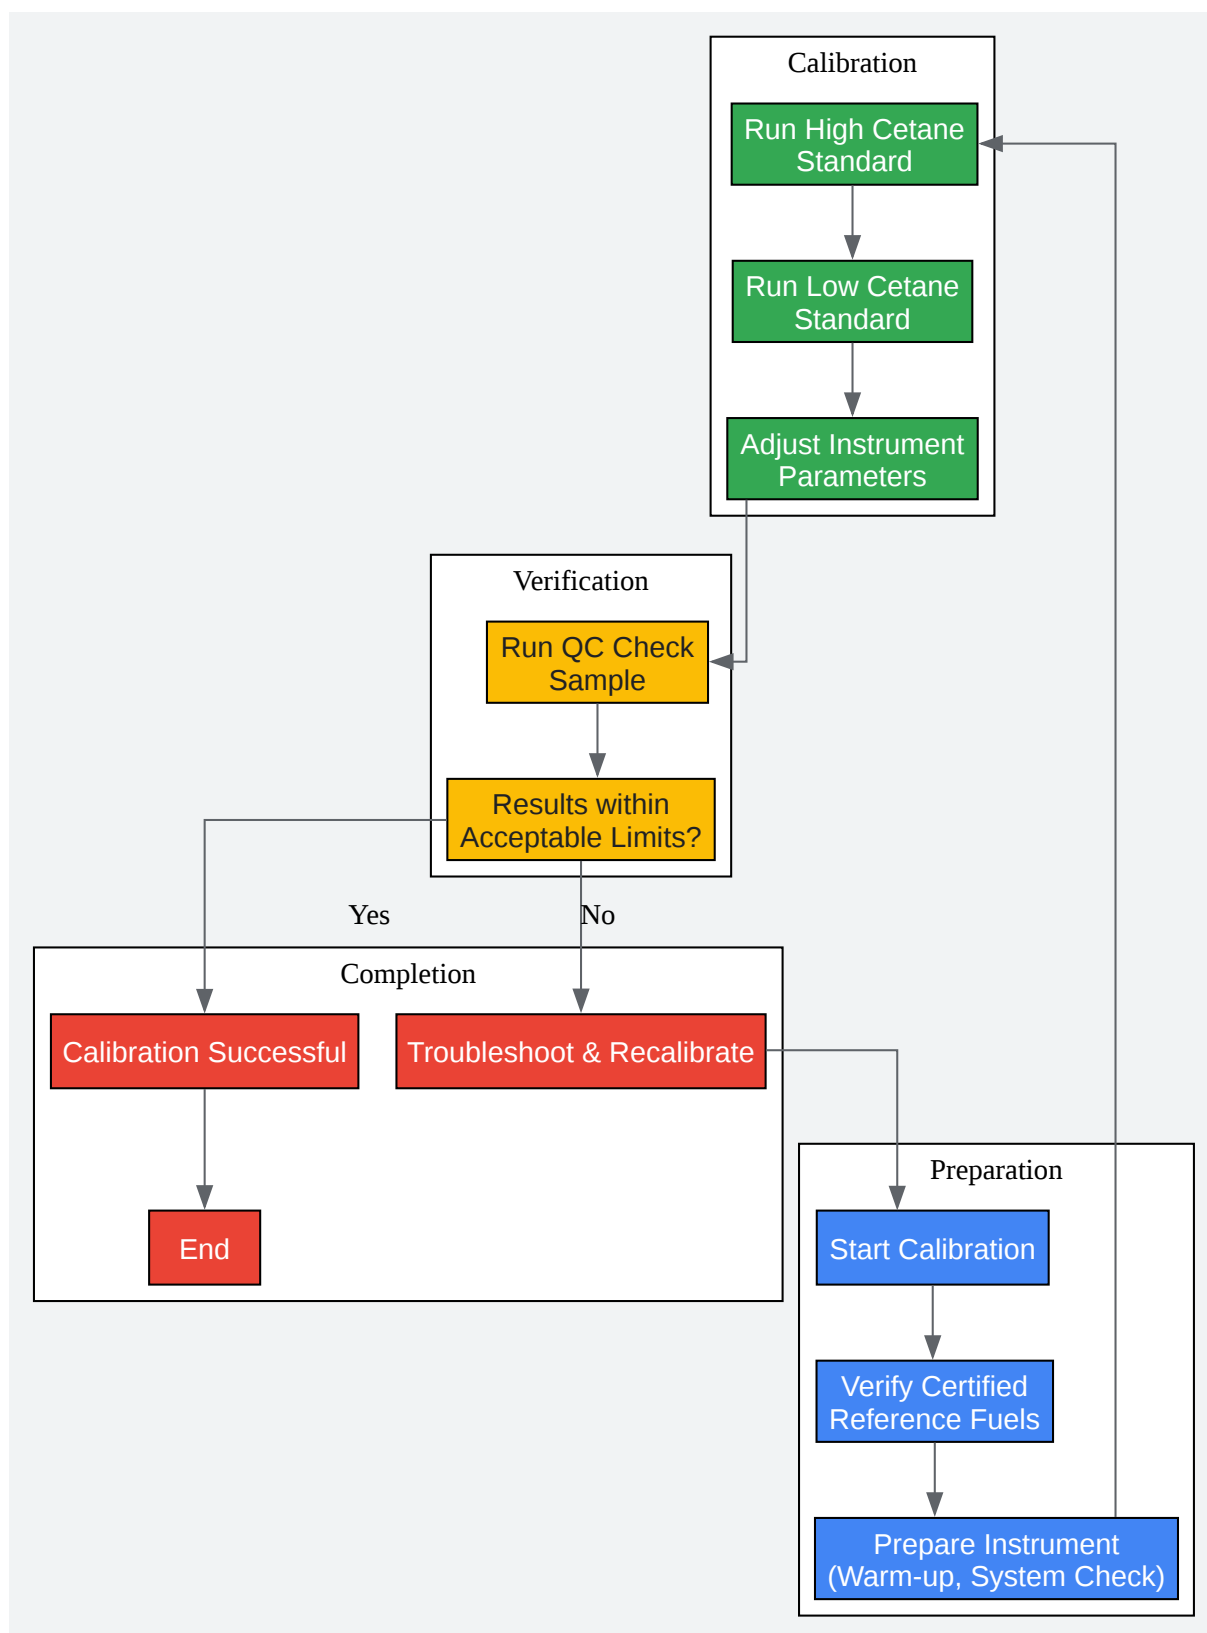 Calibration
Run High Cetane
Standard
Run Low Cetane
Standard
Adjust Instrument
Parameters
Verification
Run QC Check
Sample
Results within
Acceptable Limits?
Yes
No
Completion
Calibration Successful
Troubleshoot & Recalibrate
End
Preparation
Start Calibration
Verify Certified
Reference Fuels
Prepare Instrument
(Warm-up, System Check)